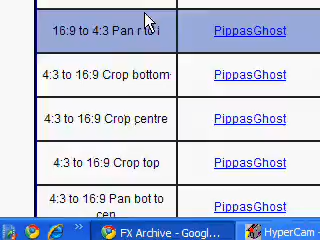 16:9 to 4:3 Pan r to i PippasGhost
4:3 to 16:9 Crop bottom PippasGhost
4:3 to 16:9 Crop centre PippasGhost
4:3 to 16:9 Crop top PippasGhost
4:3 to 16:9 Pan bot to PippasGhost
cen
FX Archive - Googl...
HyperCam -